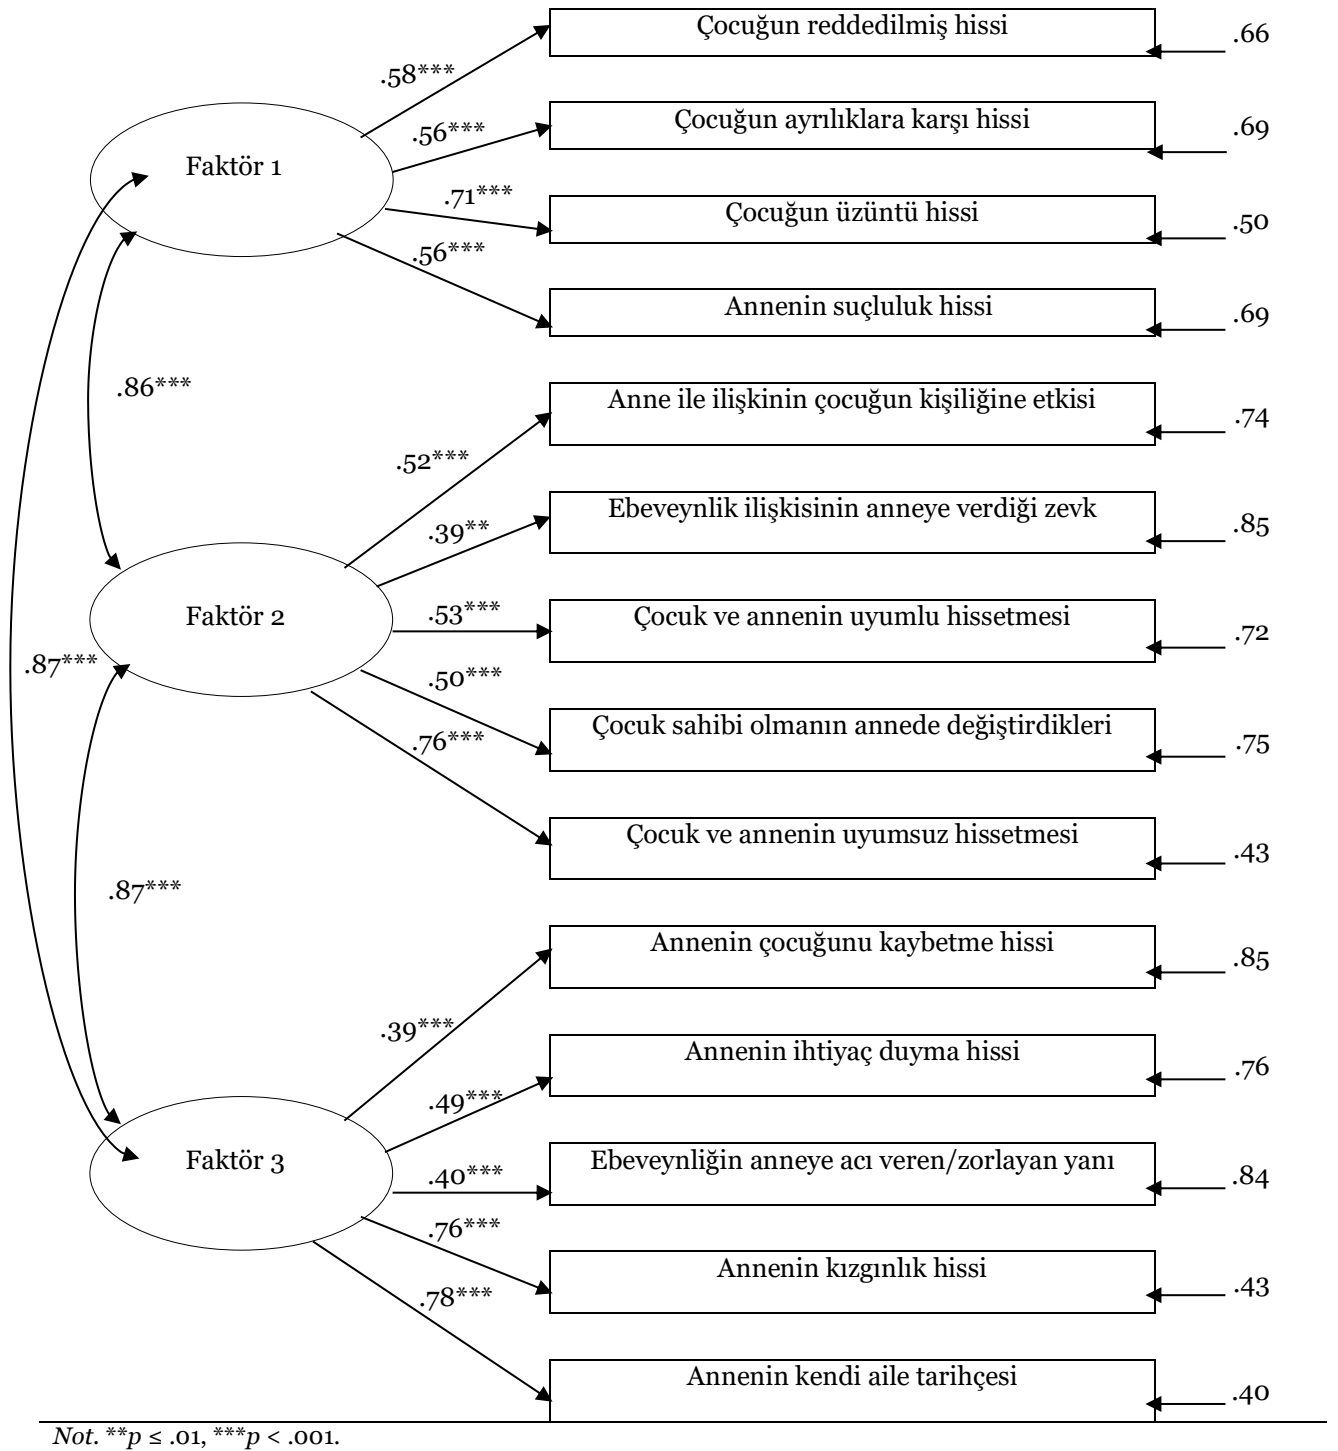 Çocuğun reddedilmiş hissi
.66
.58***
Çocuğun ayrılıklara karşı hissi
.69
.56***
Faktör 1
.71***
Çocuğun üzüntü hissi
.50
.56***
Annenin suçluluk hissi
.69
.86***
Anne ile ilişkinin çocuğun kişiliğine etkisi
.74
.52***
Ebeveynlik ilişkisinin anneye verdiği zevk
.85
.39**
Faktör 2
.53***
Çocuk ve annenin uyumlu hissetmesi
.72
.87***
.50***
Çocuk sahibi olmanın annede değiştirdikleri
.75
.76***
Çocuk ve annenin uyumsuz hissetmesi
.43
.87***
Annenin çocuğunu kaybetme hissi
.85
.39***
Annenin ihtiyaç duyma hissi
.76
.49***
Faktör 3
.40***
Ebeveynliğin anneye acı veren/zorlayan yanı
.84
.76***
Annenin kızgınlık hissi
.43
.78***
Annenin kendi aile tarihçesi
.40
Not. **p ≤ .01, ***p < .001.